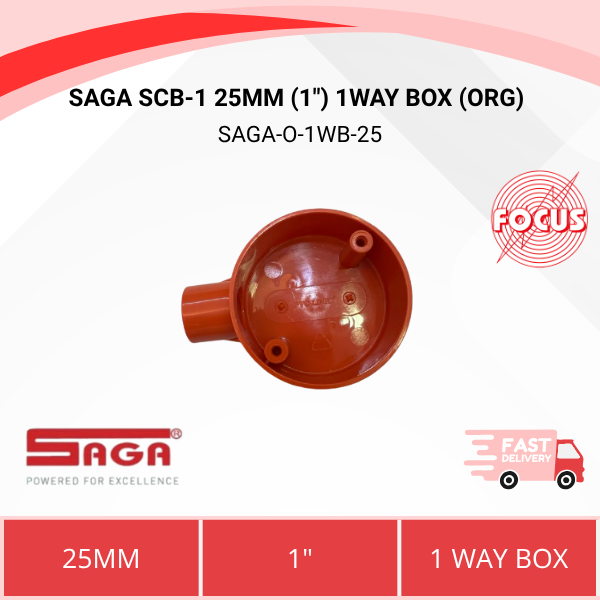 SAGA SCB-1 25MM (1") 1WAY BOX (ORG)
SAGA-O-1WB-25
FOCUS
SAGA®
POWERED FOR EXCELLENCE
FAST
DELIVERY
25MM
1"
1 WAY BOX